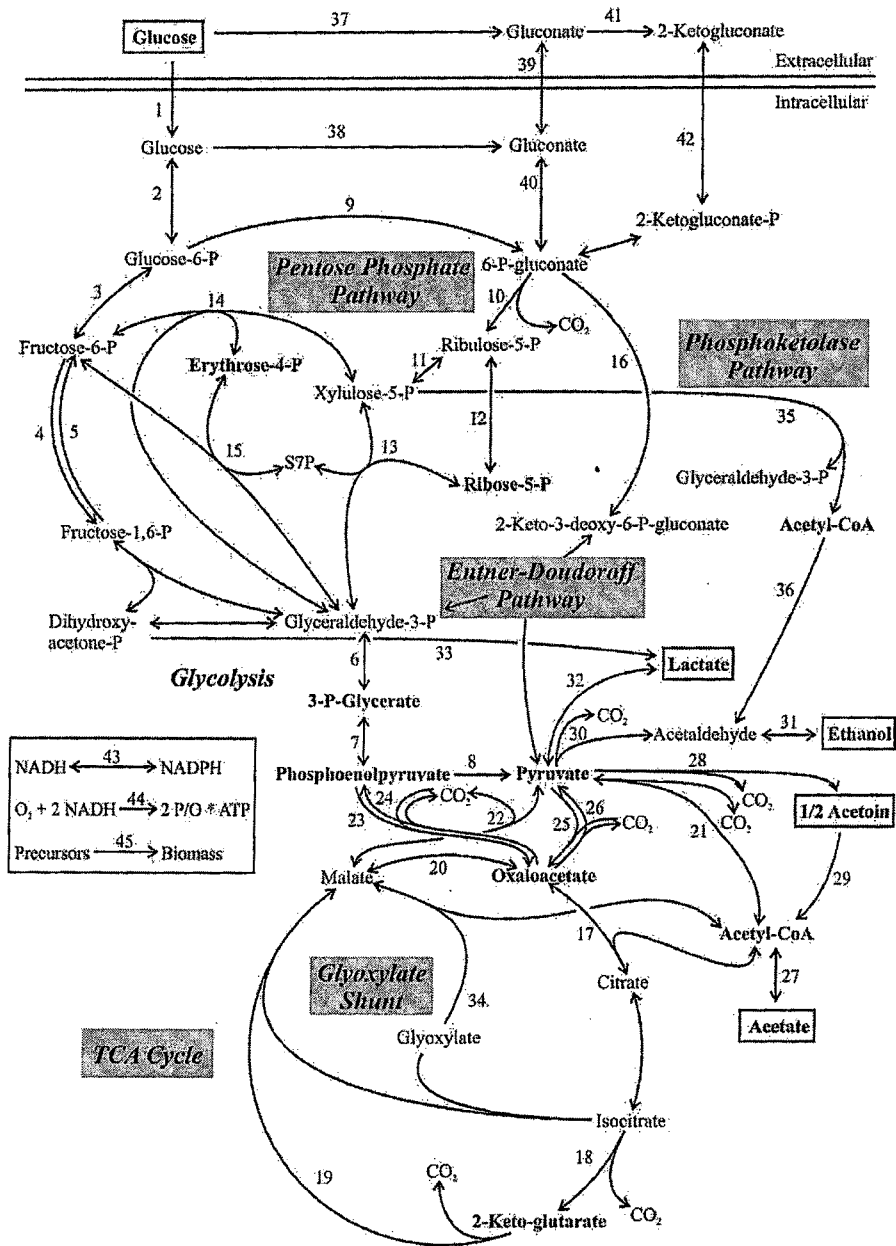 37
41
Glucose
Gluconate
2-Ketogluconate
Extracellular
39
Intracellular
1
38
42
Glucose
Gluconate
2
40
9
2-Ketogluconate-P
Glucose-6-P
Pentose Phosphate
Pathway
6-P-gluconate
3
14
10
CO₂
Fructose-6-P
Ribulose-5-P
16
Phosphoketolase
Pathway
Erythrose-4-P
11
Xylulose-5-P
35
4
5
12
15
13
S7P
Ribose-5-P
Glyceraldehyde-3-P
Fructose-1,6-P
2-Keto-3-deoxy-6-P-gluconate
Acetyl-CoA
Entner-Doudoroff
Pathway
36
Dihydroxy-
acetone-P
Glyceraldehyde-3-P
6
33
Glycolysis
32
Lactate
3-P-Glycerate
CO₂
7
30
Acetaldehyde
31
Ethanol
NADH
43
NADPH
Phosphoenolpyruvate
8
Pyruvate
28
24
CO₂
CO₂
O₂ + 2 NADH
44
2 P/O * ATP
23
22
25
26
CO₂
CO₂
1/2 Acetoin
21
Precursors
45
Biomass
20
Malate
Oxaloacetate
29
17
Acetyl-CoA
Glyoxylate
Shunt
Citrate
27
34
TCA Cycle
Glyoxylate
Acetate
Isocitrate
18
19
CO₂
2-Keto-glutarate
CO₂